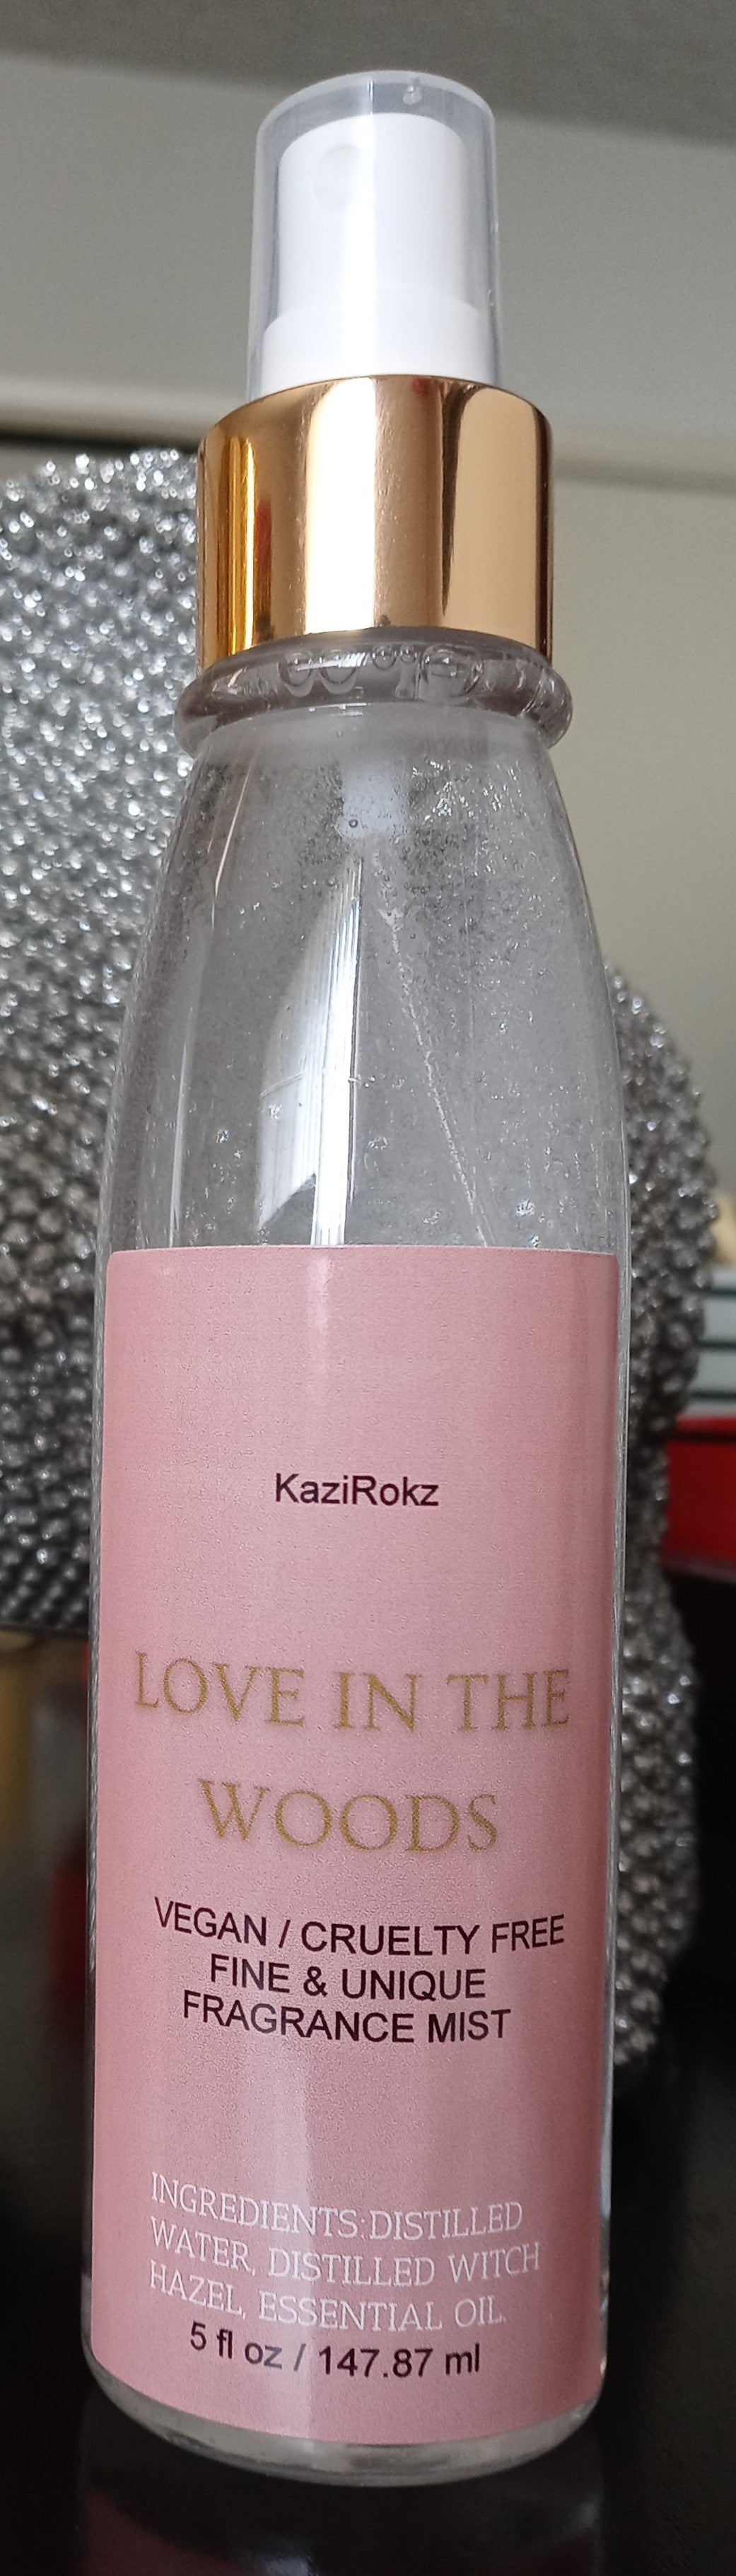 KaziRokz
LOVE IN THE
WOODS
VEGAN / CRUELTY FREE
FINE & UNIQUE
FRAGRANCE MIST
INGREDIENTS:DISTILLED
WATER, DISTILLED WITCH
HAZEL, ESSENTIAL OIL.
5 fl oz / 147.87 ml